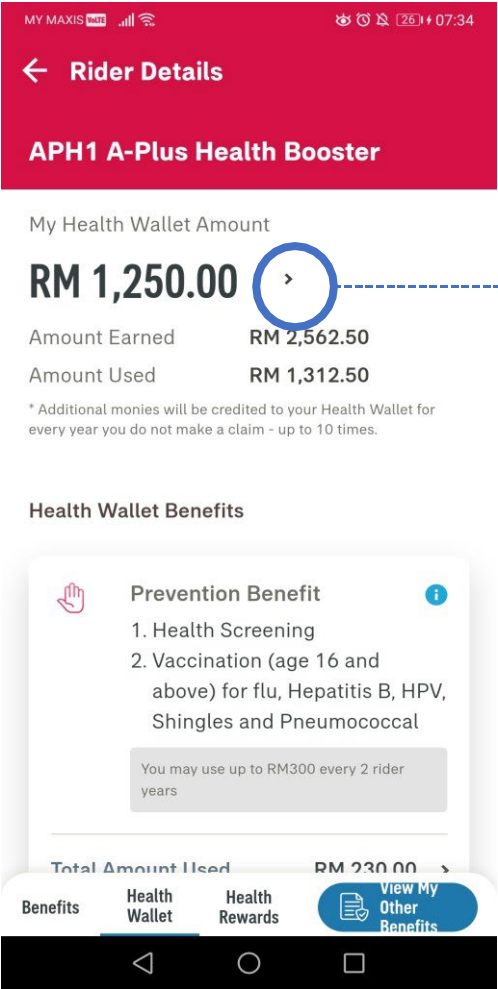 MY MAXIS VoLTE 26 07:34
Rider Details
APH1 A-Plus Health Booster
My Health Wallet Amount
RM 1,250.00
Amount Earned RM 2,562.50
Amount Used RM 1,312.50
* Additional monies will be credited to your Health Wallet for
every year you do not make a claim - up to 10 times.
Health Wallet Benefits
Prevention Benefit
1. Health Screening
2. Vaccination (age 16 and
above) for flu, Hepatitis B, HPV,
Shingles and Pneumococcal
You may use up to RM300 every 2 rider
years
Total Amount Used RM 230.00
Benefits
Health
Wallet
Health
Rewards
View My
Other
Benefits